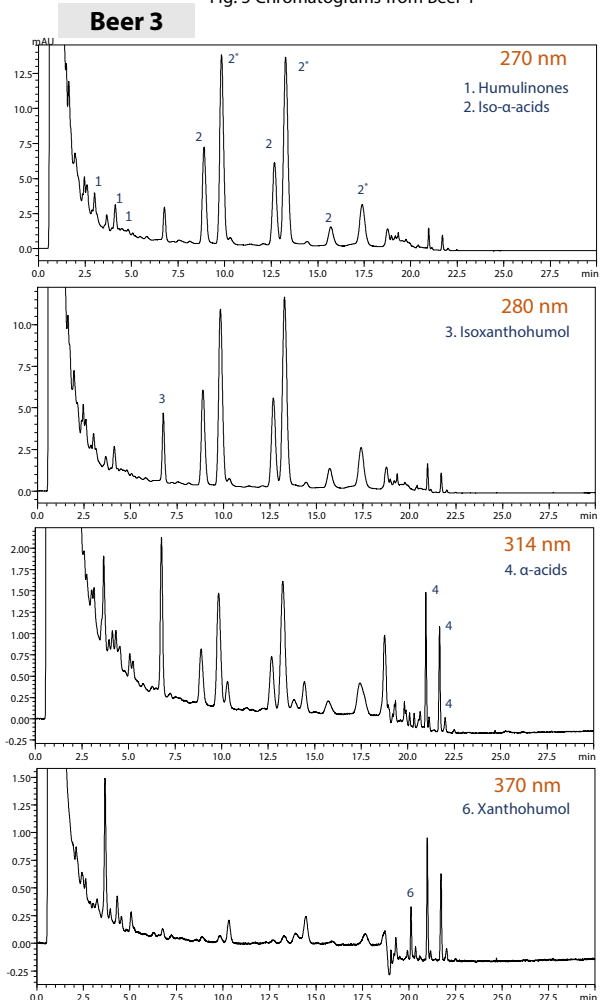 Fig. 3 Chromatograms from Beer 1
Beer 3
mAU
270 nm
1. Humulinones
2. Iso-α-acids
12.5
10.0
7.5
5.0
2.5
0.0
1
1
1
2
2*
2
2*
2
2*
0.0 2.5 5.0 7.5 10.0 12.5 15.0 17.5 20.0 22.5 25.0 27.5 min
280 nm
3. Isoxanthohumol
10.0
7.5
5.0
2.5
0.0
3
0.0 2.5 5.0 7.5 10.0 12.5 15.0 17.5 20.0 22.5 25.0 27.5 min
314 nm
4. α-acids
2.00
1.75
1.50
1.25
1.00
0.75
0.50
0.25
0.00
-0.25
4
4
4
0.0 2.5 5.0 7.5 10.0 12.5 15.0 17.5 20.0 22.5 25.0 27.5 min
370 nm
6. Xanthohumol
1.50
1.25
1.00
0.75
0.50
0.25
0.00
-0.25
6
0.0 2.5 5.0 7.5 10.0 12.5 15.0 17.5 20.0 22.5 25.0 27.5 min